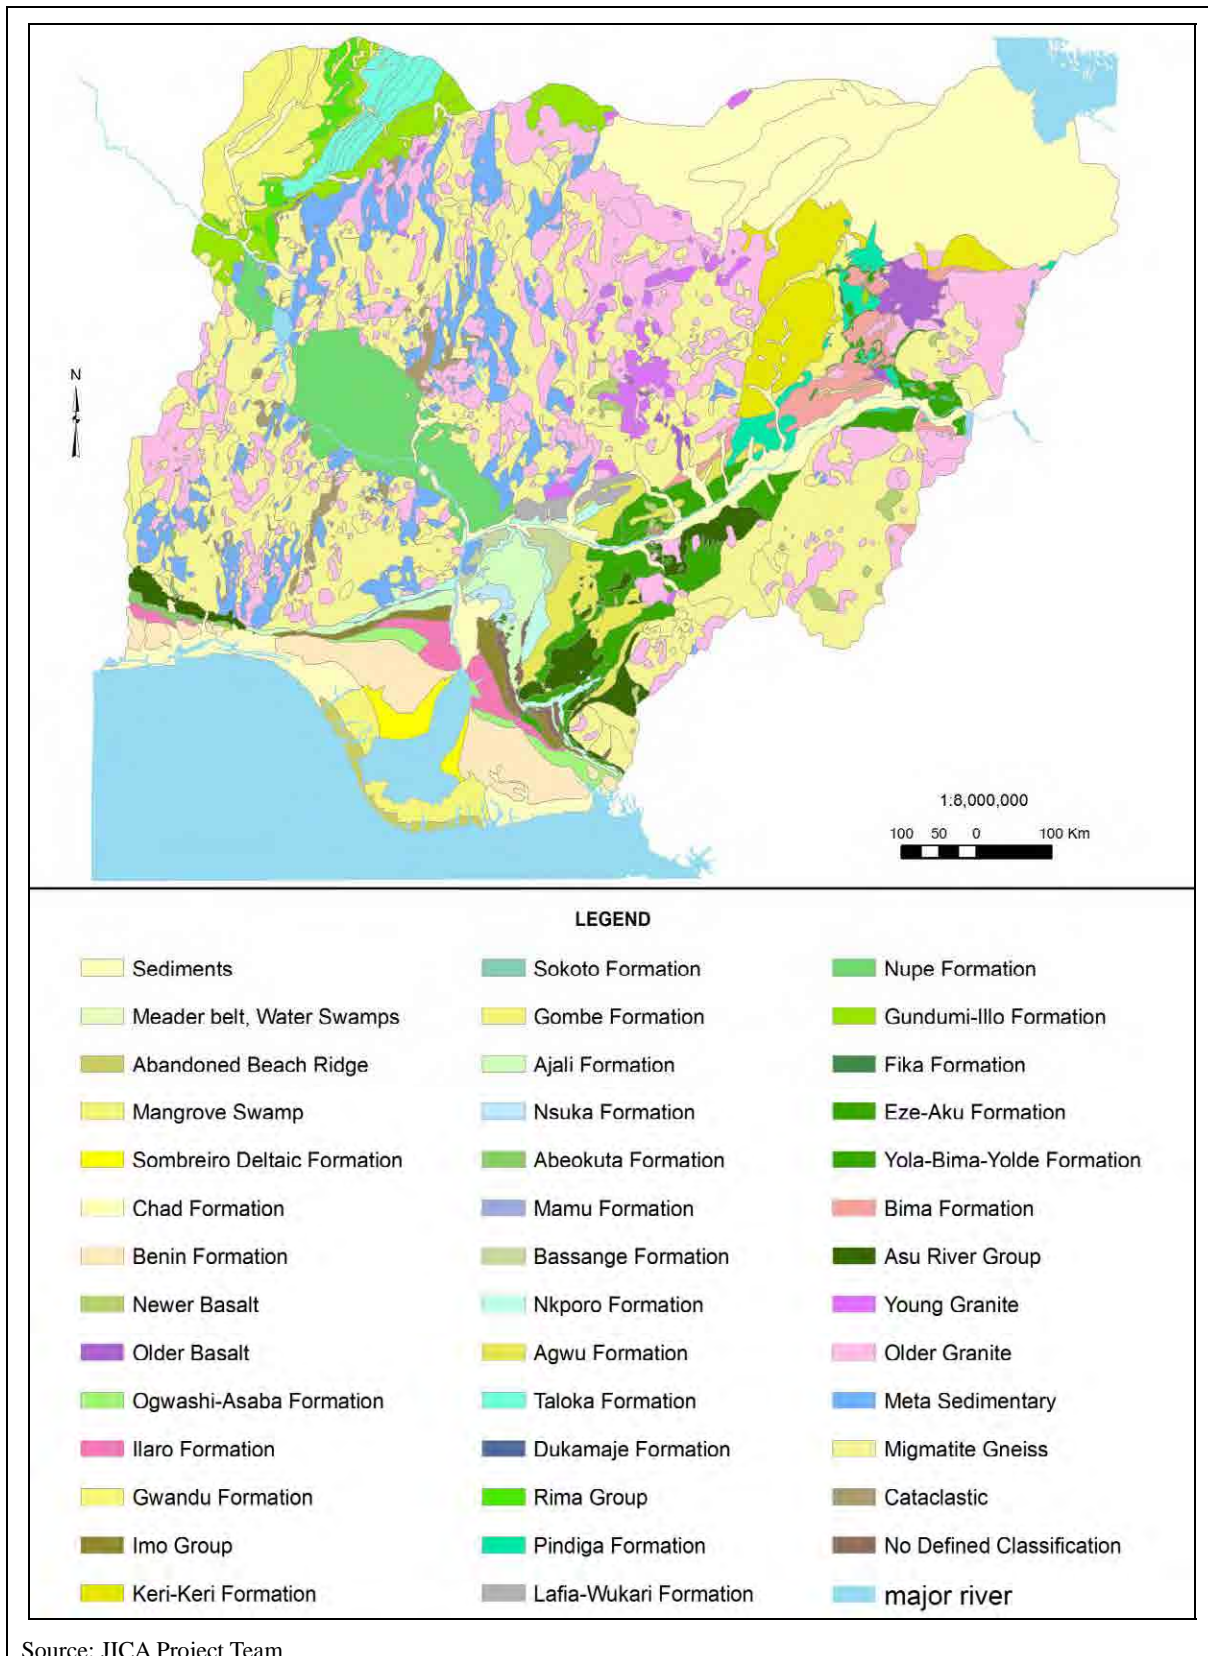 N
1:8,000,000
100 50 0 100 Km
LEGEND
Sediments
Meader belt, Water Swamps
Abandoned Beach Ridge
Mangrove Swamp
Sombreiro Deltaic Formation
Chad Formation
Benin Formation
Newer Basalt
Older Basalt
Ogwashi-Asaba Formation
Ilaro Formation
Gwandu Formation
Imo Group
Keri-Keri Formation
Sokoto Formation
Gombe Formation
Ajali Formation
Nsuka Formation
Abeokuta Formation
Mamu Formation
Bassange Formation
Nkporo Formation
Agwu Formation
Taloka Formation
Dukamaje Formation
Rima Group
Pindiga Formation
Lafia-Wukari Formation
Nupe Formation
Gundumi-Illo Formation
Fika Formation
Eze-Aku Formation
Yola-Bima-Yolde Formation
Bima Formation
Asu River Group
Young Granite
Older Granite
Meta Sedimentary
Migmatite Gneiss
Cataclastic
No Defined Classification
major river
Source: JICA Project Team